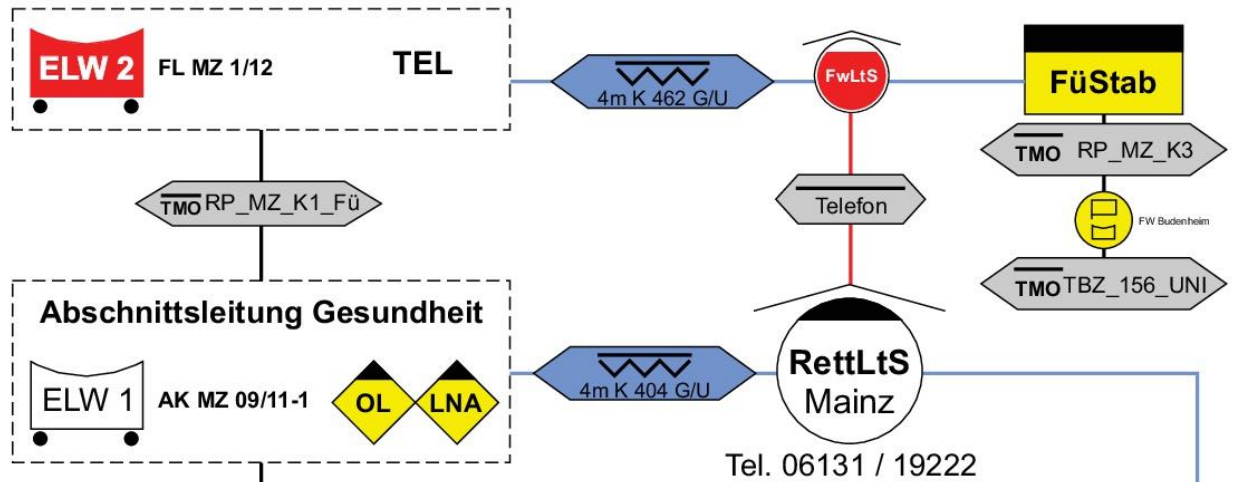 ELW 2
FL MZ 1/12
TEL
4m K 462 G/U
FwLtS
FüStab
TMO RP_MZ_K3
TMO RP_MZ_K1_Fü
Telefon
FW Budenheim
TMO TBZ_156_UNI
Abschnittsleitung Gesundheit
ELW 1
AK MZ 09/11-1
OL
LNA
4m K 404 G/U
RettLtS
Mainz
Tel. 06131 / 19222